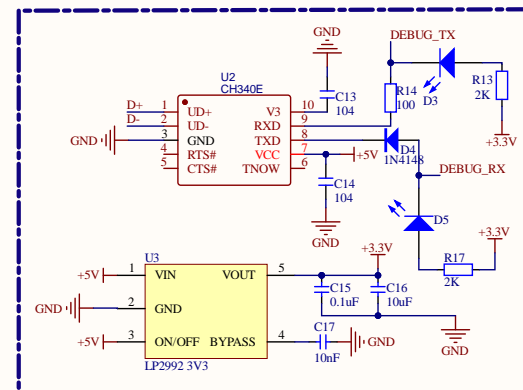 GND
DEBUG_TX
U2
CH340E
C13
104
R14
100
D3
R13
2K
+3.3V
D+ 1 UD+ V3 10
D- 2 UD- RXD 9
GND 3 GND TXD 8
4 RTS# VCC 7 +5V
5 CTS# TNOW 6
D4
1N4148
DEBUG_RX
C14
104
GND
D5
+3.3V
R17
2K
U3
+3.3V
+5V 1 VIN VOUT 5
C15
0.1uF
C16
10uF
GND 2 GND
+5V 3 ON/OFF BYPASS 4
C17
10nF
GND
GND
LP2992 3V3